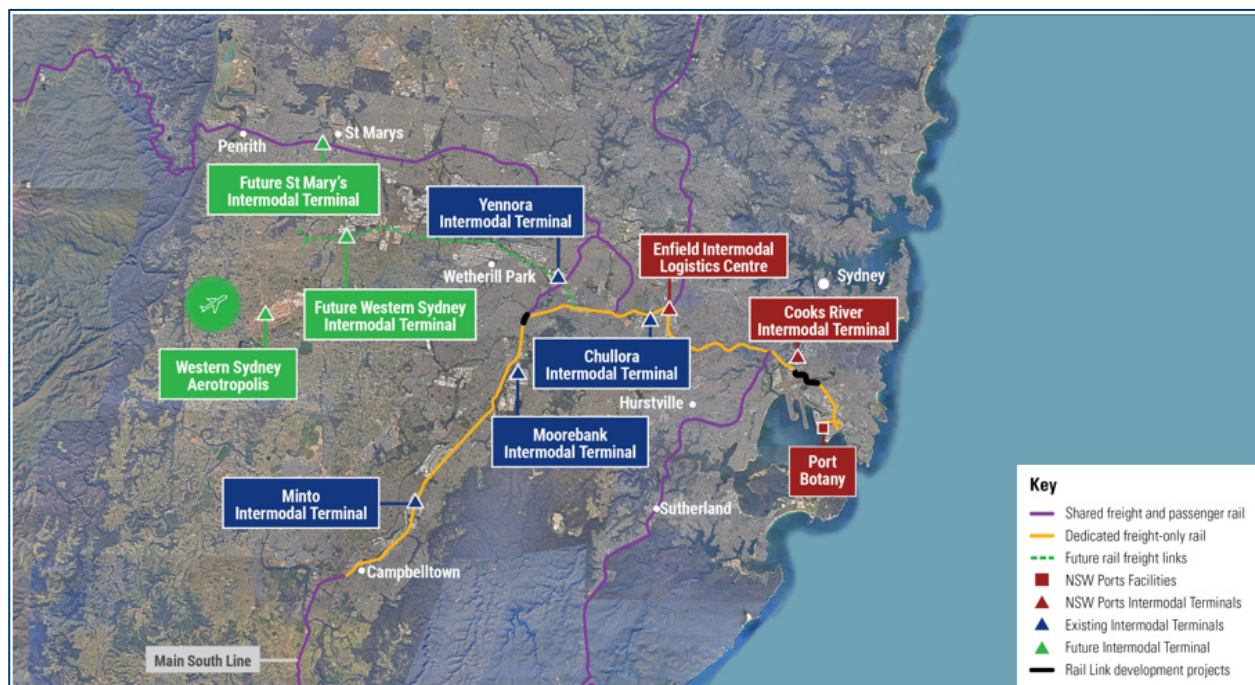 Penrith
St Marys
Future St Mary's
Intermodal Terminal
Yennora
Intermodal Terminal
Wetherill Park
Enfield Intermodal
Logistics Centre
Sydney
Future Western Sydney
Intermodal Terminal
Cooks River
Intermodal Terminal
Western Sydney
Aerotropolis
Chullora
Intermodal Terminal
Hurstville
Moorebank
Intermodal Terminal
Port
Botany
Minto
Intermodal Terminal
Sutherland
Campbelltown
Main South Line
Key
Shared freight and passenger rail
Dedicated freight-only rail
Future rail freight links
NSW Ports Facilities
NSW Ports Intermodal Terminals
Existing Intermodal Terminals
Future Intermodal Terminal
Rail Link development projects